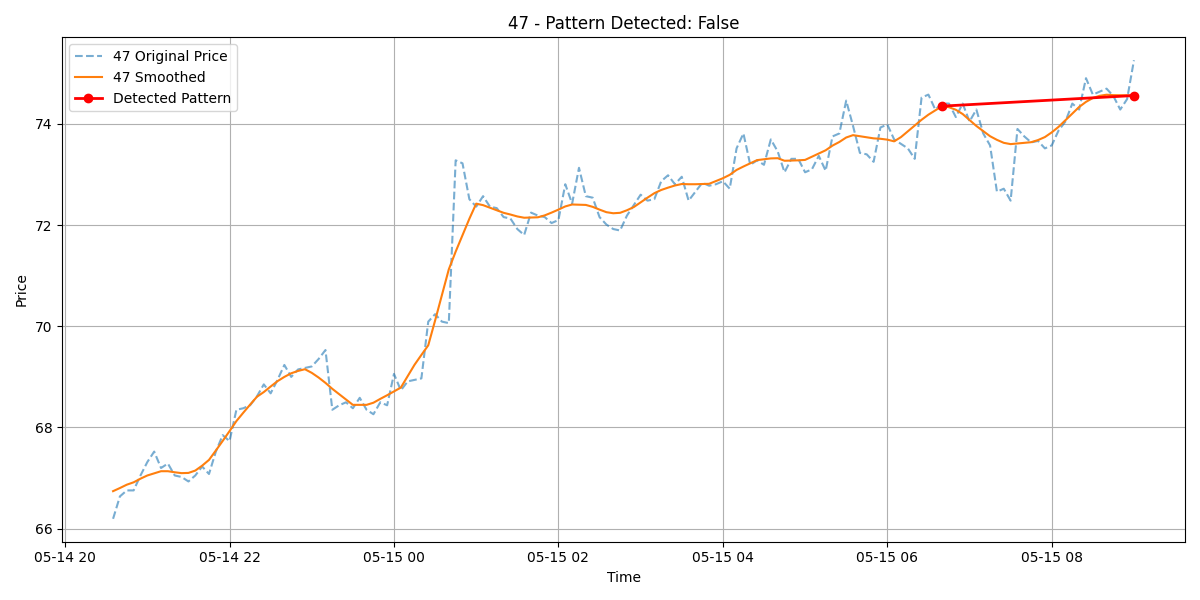 47 - Pattern Detected: False
47 Original Price
47 Smoothed
Detected Pattern
Price
74
72
70
68
66
05-14 20
05-14 22
05-15 00
05-15 02
05-15 04
05-15 06
05-15 08
Time